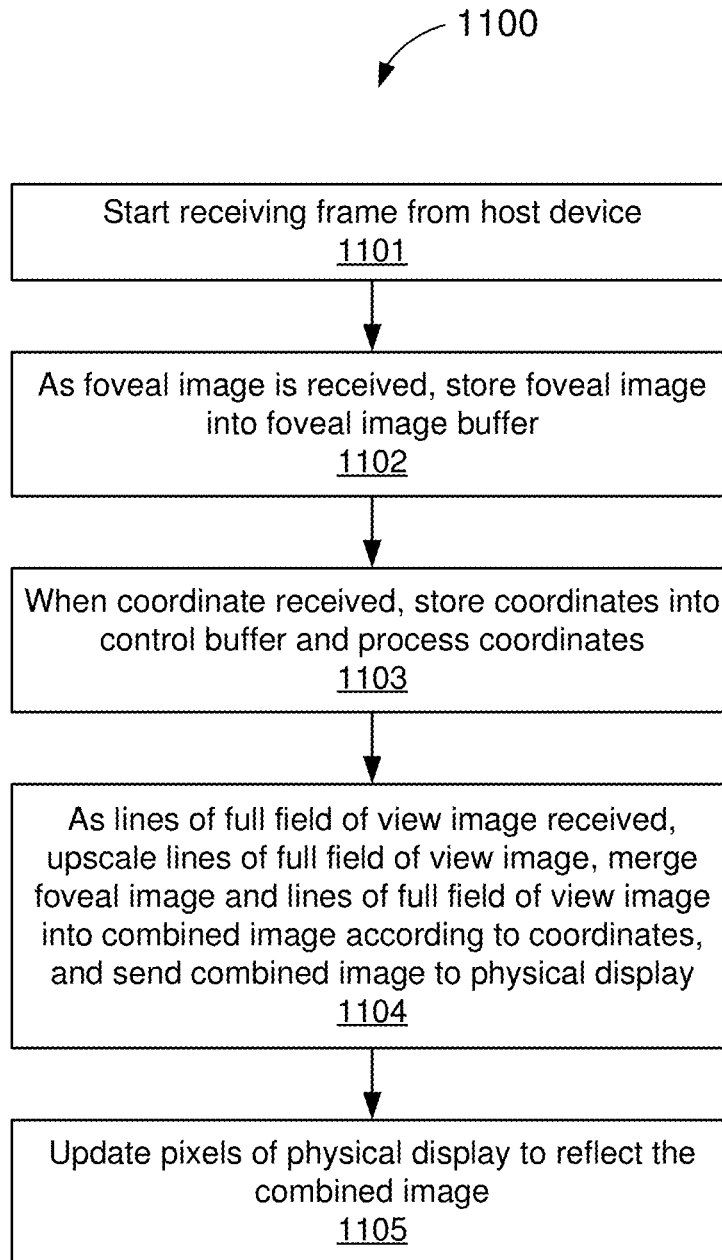 1100
Start receiving frame from host device
1101
As foveal image is received, store foveal image
into foveal image buffer
1102
When coordinate received, store coordinates into
control buffer and process coordinates
1103
As lines of full field of view image received,
upscale lines of full field of view image, merge
foveal image and lines of full field of view image
into combined image according to coordinates,
and send combined image to physical display
1104
Update pixels of physical display to reflect the
combined image
1105